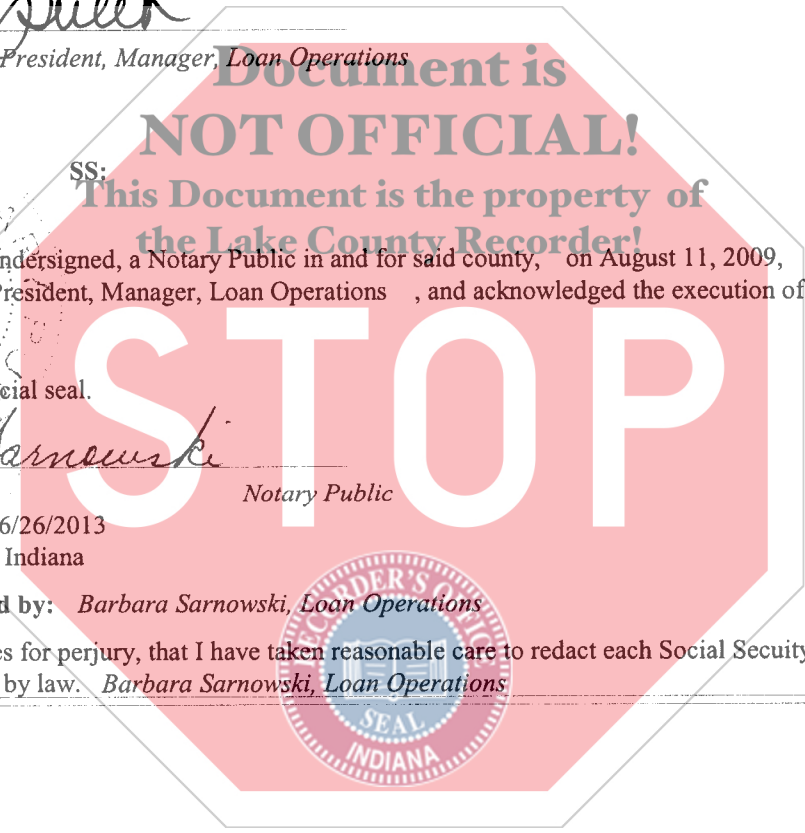 President, Manager, Loan Operations
Document is
NOT OFFICIAL!
SS:
This Document is the property of
the Lake County Recorder!
ndersigned, a Notary Public in and for said county, on August 11, 2009,
resident, Manager, Loan Operations , and acknowledged the execution of
STOP
cial seal.
arnowski
Notary Public
6/26/2013
Indiana
d by: Barbara Sarnowski, Loan Operations
es for perjury, that I have taken reasonable care to redact each Social Secuity
by law. Barbara Sarnowski, Loan Operations
RECORDER'S OFFICE
SEAL
INDIANA